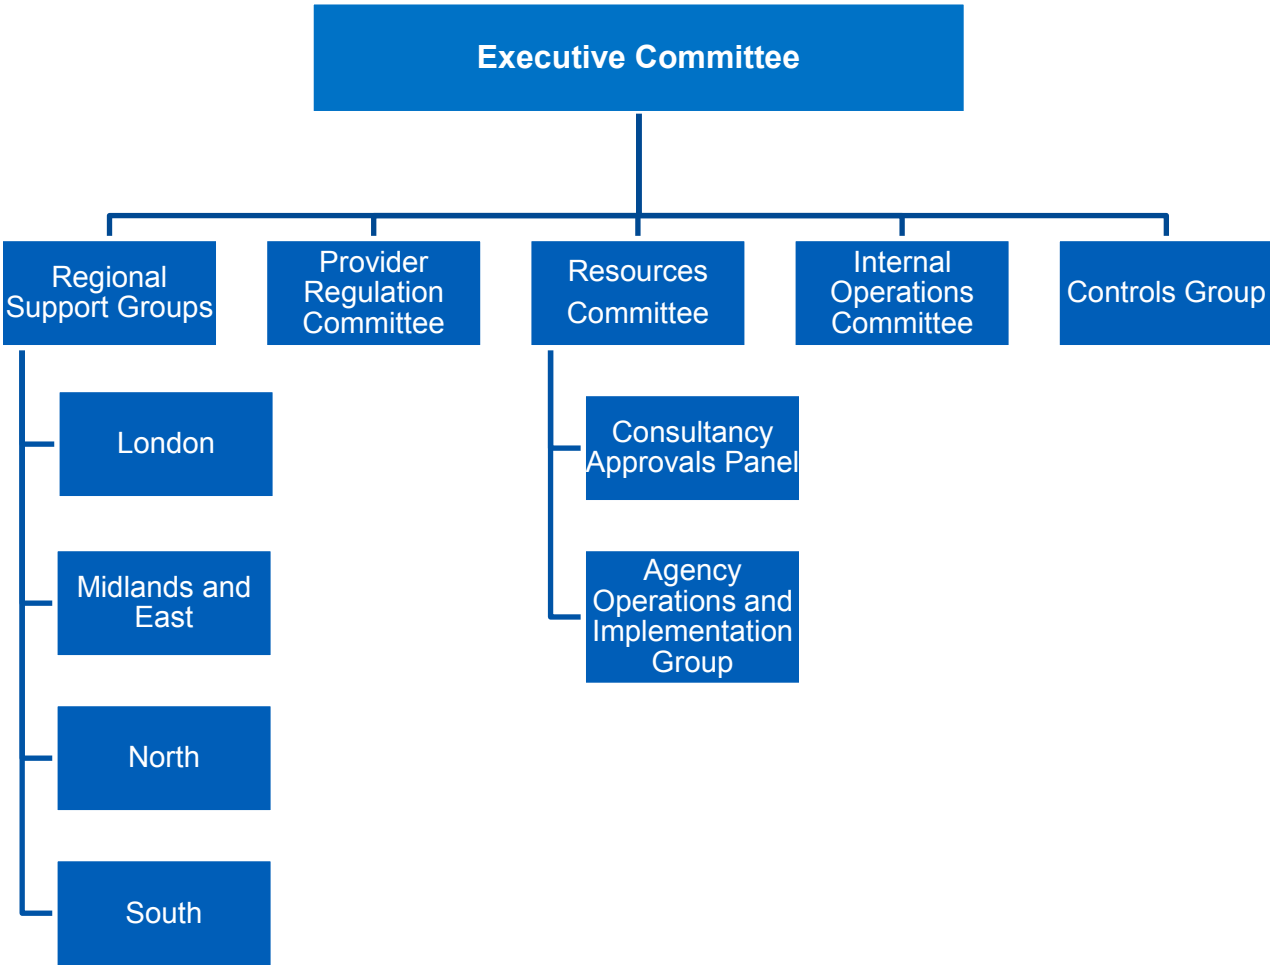 Executive Committee
Regional
Support Groups
Provider
Regulation
Committee
Resources
Committee
Internal
Operations
Committee
Controls Group
London
Midlands and
East
North
South
Consultancy
Approvals Panel
Agency
Operations and
Implementation
Group